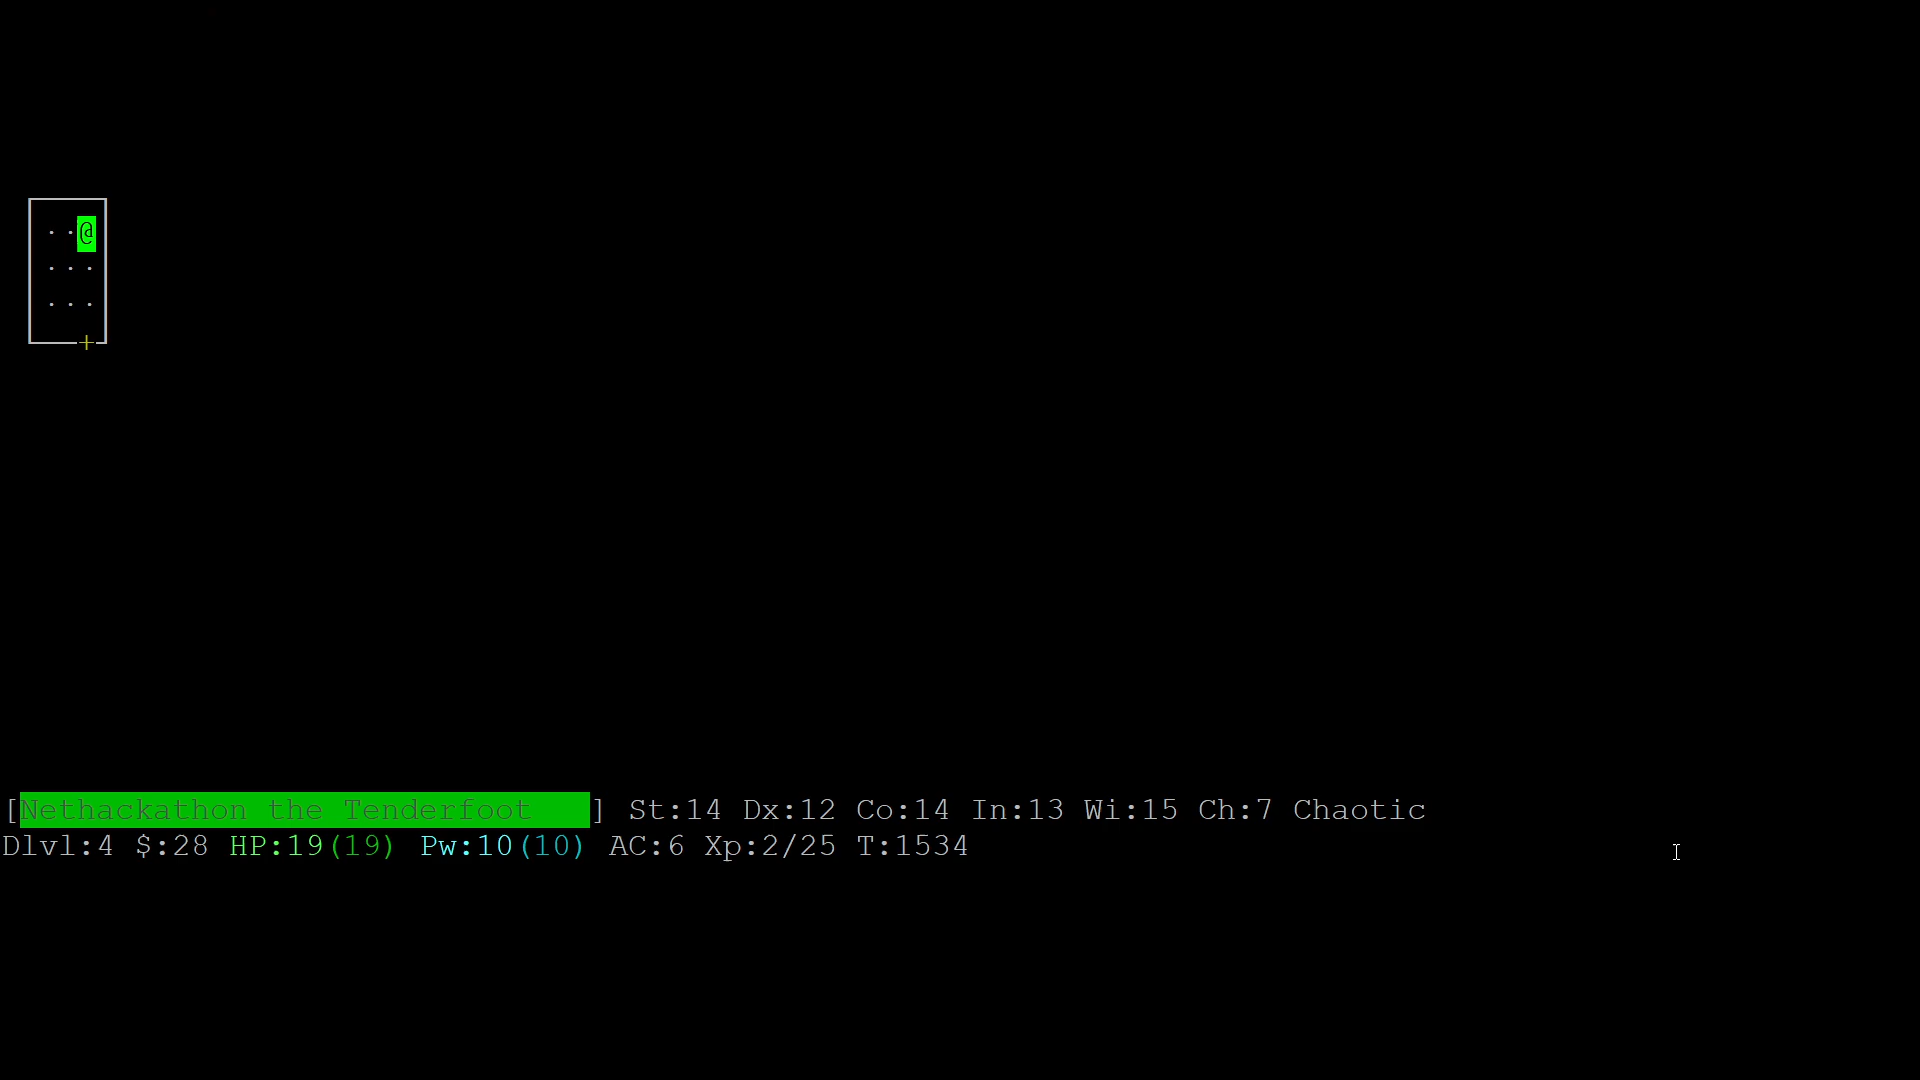 . . @
. . .
. . .
+
[Nethackathon the Tenderfoot   ] St:14 Dx:12 Co:14 In:13 Wi:15 Ch:7 Chaotic
Dlvl:4 $:28 HP:19(19) Pw:10(10) AC:6 Xp:2/25 T:1534